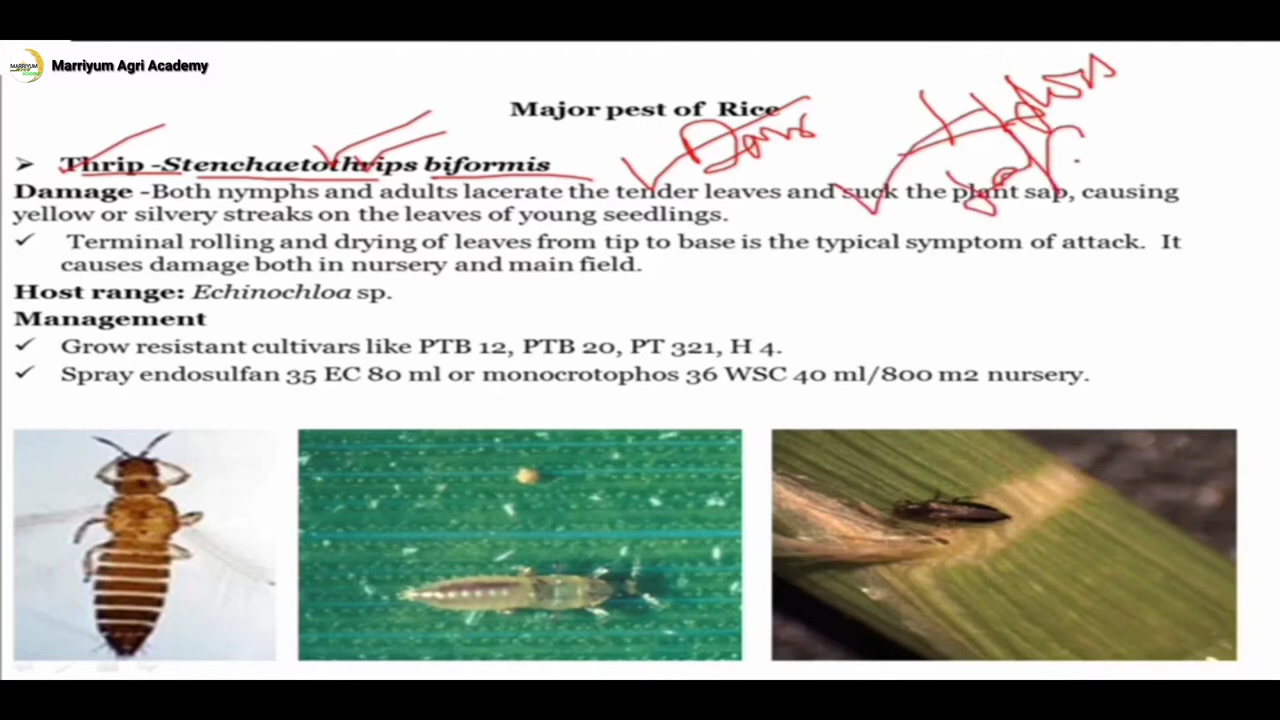 MARRIYUM
Marriyum Agri Academy
Major pest of Rice
➢ Thrip -Stenchaetothrips biformis
Damage -Both nymphs and adults lacerate the tender leaves and suck the plant sap, causing
yellow or silvery streaks on the leaves of young seedlings.
✓ Terminal rolling and drying of leaves from tip to base is the typical symptom of attack. It
causes damage both in nursery and main field.
Host range: Echinochloa sp.
Management
✓ Grow resistant cultivars like PTB 12, PTB 20, PT 321, H 4.
✓ Spray endosulfan 35 EC 80 ml or monocrotophos 36 WSC 40 ml/800 m2 nursery.